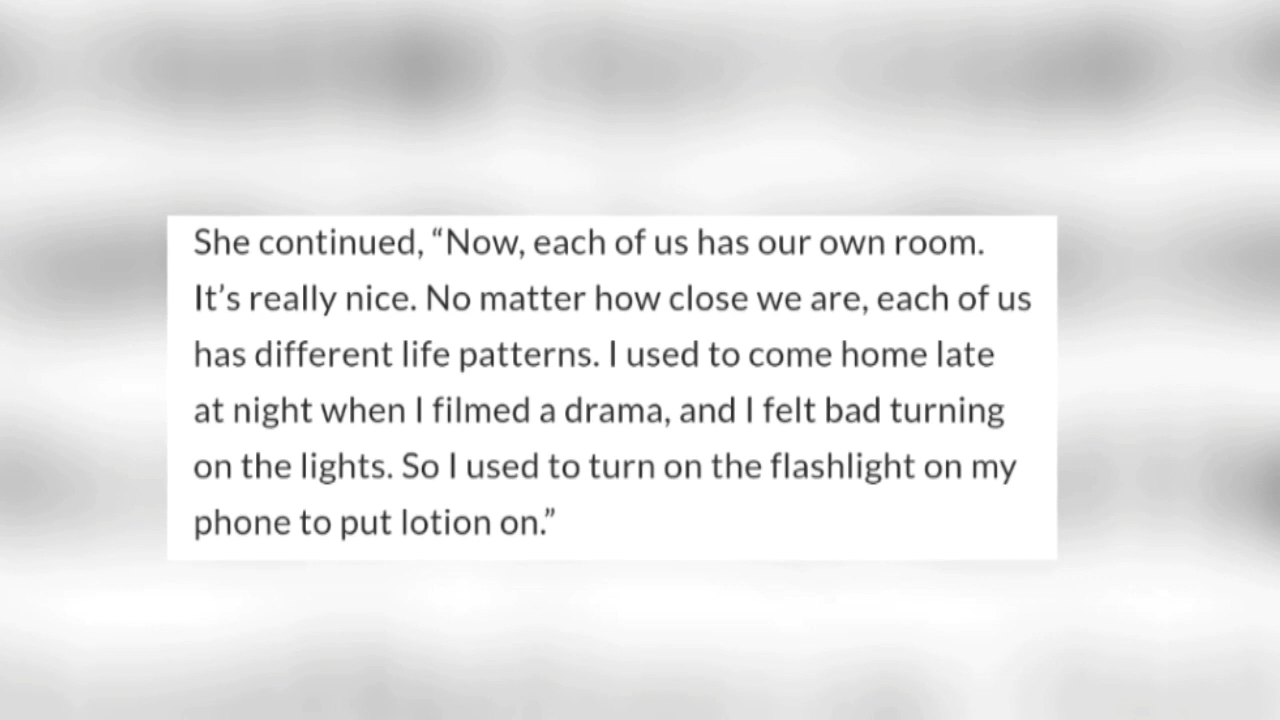 She continued, “Now, each of us has our own room.
It’s really nice. No matter how close we are, each of us
has different life patterns. I used to come home late
at night when I filmed a drama, and I felt bad turning
on the lights. So I used to turn on the flashlight on my
phone to put lotion on.”